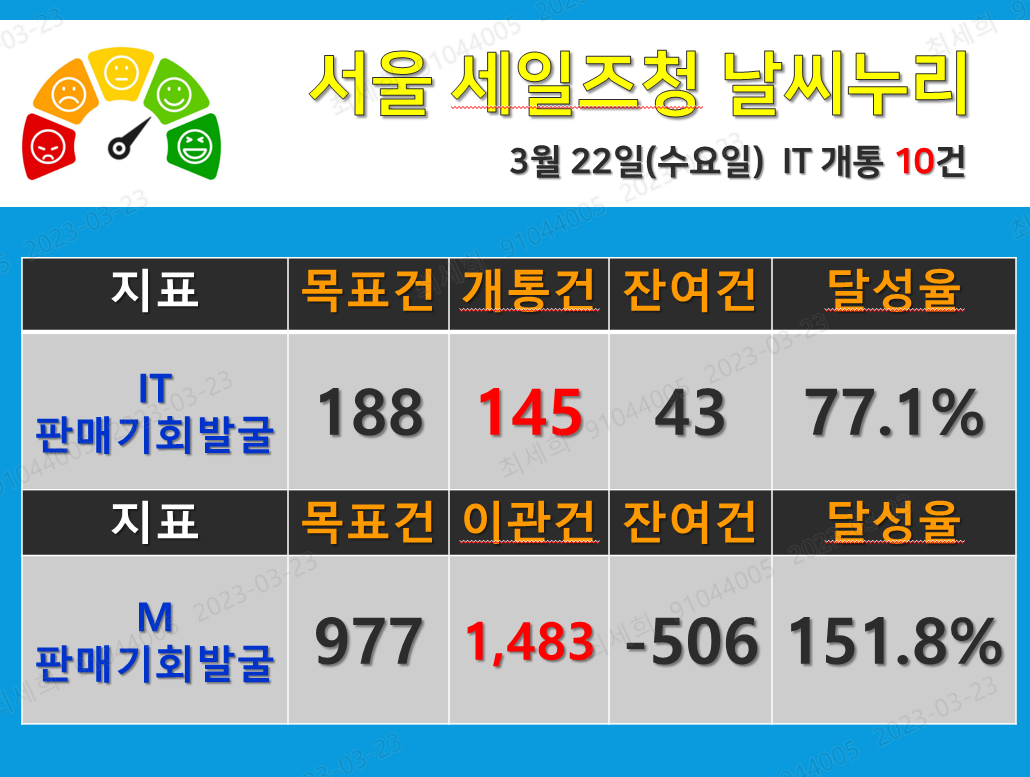 서울 세일즈청 날씨누리
3월 22일(수요일) IT 개통 10건
지표 목표건 개통건 잔여건 달성율
IT
판매기회발굴 188 145 43 77.1%
지표 목표건 이관건 잔여건 달성율
M
판매기회발굴 977 1,483 -506 151.8%
최세희 91044005 2023-03-23